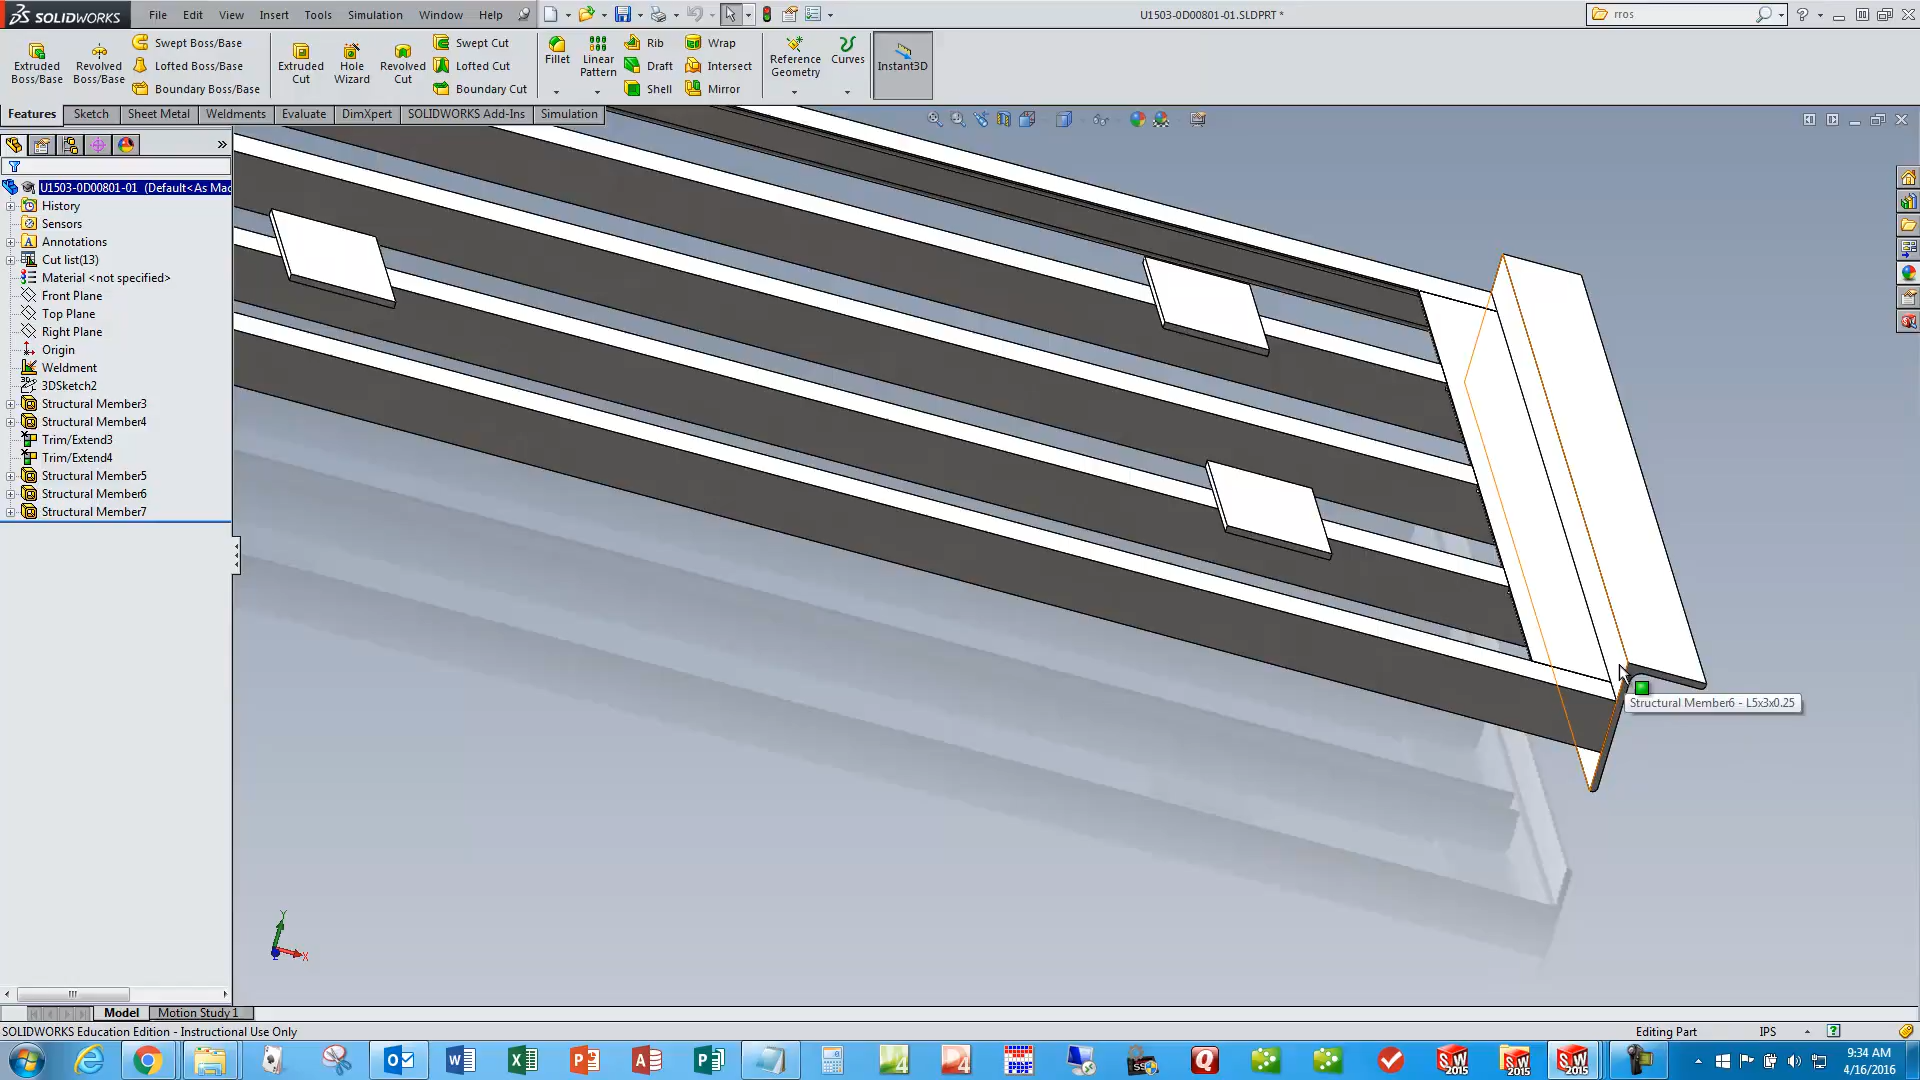 SOLIDWORKS File Edit View Insert Tools Simulation Window Help U1503-0D00801-01.SLDPRT * rros
Extruded Boss/Base
Revolved Boss/Base
Swept Boss/Base
Lofted Boss/Base
Boundary Boss/Base
Extruded Cut
Hole Wizard
Revolved Cut
Swept Cut
Lofted Cut
Boundary Cut
Fillet
Linear Pattern
Rib
Draft
Shell
Wrap
Intersect
Mirror
Reference Geometry
Curves
Instant3D
Features Sketch Sheet Metal Weldments Evaluate DimXpert SOLIDWORKS Add-Ins Simulation
U1503-0D00801-01 (Default<As Mac
History
Sensors
Annotations
Cut list(13)
Material <not specified>
Front Plane
Top Plane
Right Plane
Origin
Weldment
3DSketch2
Structural Member3
Structural Member4
Trim/Extend3
Trim/Extend4
Structural Member5
Structural Member6
Structural Member7
Structural Member6 - L5x3x0.25
Y
X
Z
Model Motion Study 1
SOLIDWORKS Education Edition - Instructional Use Only Editing Part IPS
9:34 AM
4/16/2016